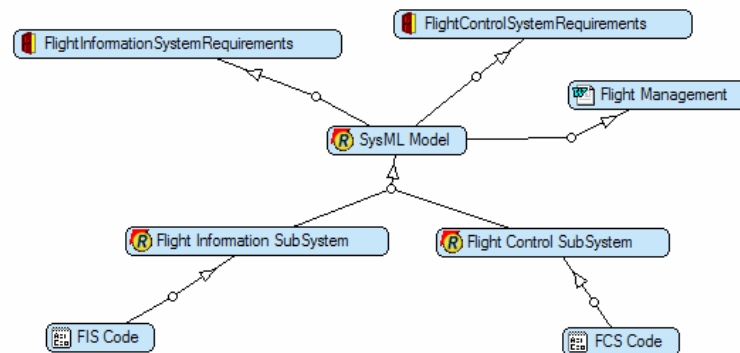 FlightInformationSystemRequirements
FlightControlSystemRequirements
Flight Management
SysML Model
Flight Information SubSystem
Flight Control SubSystem
FIS Code
FCS Code